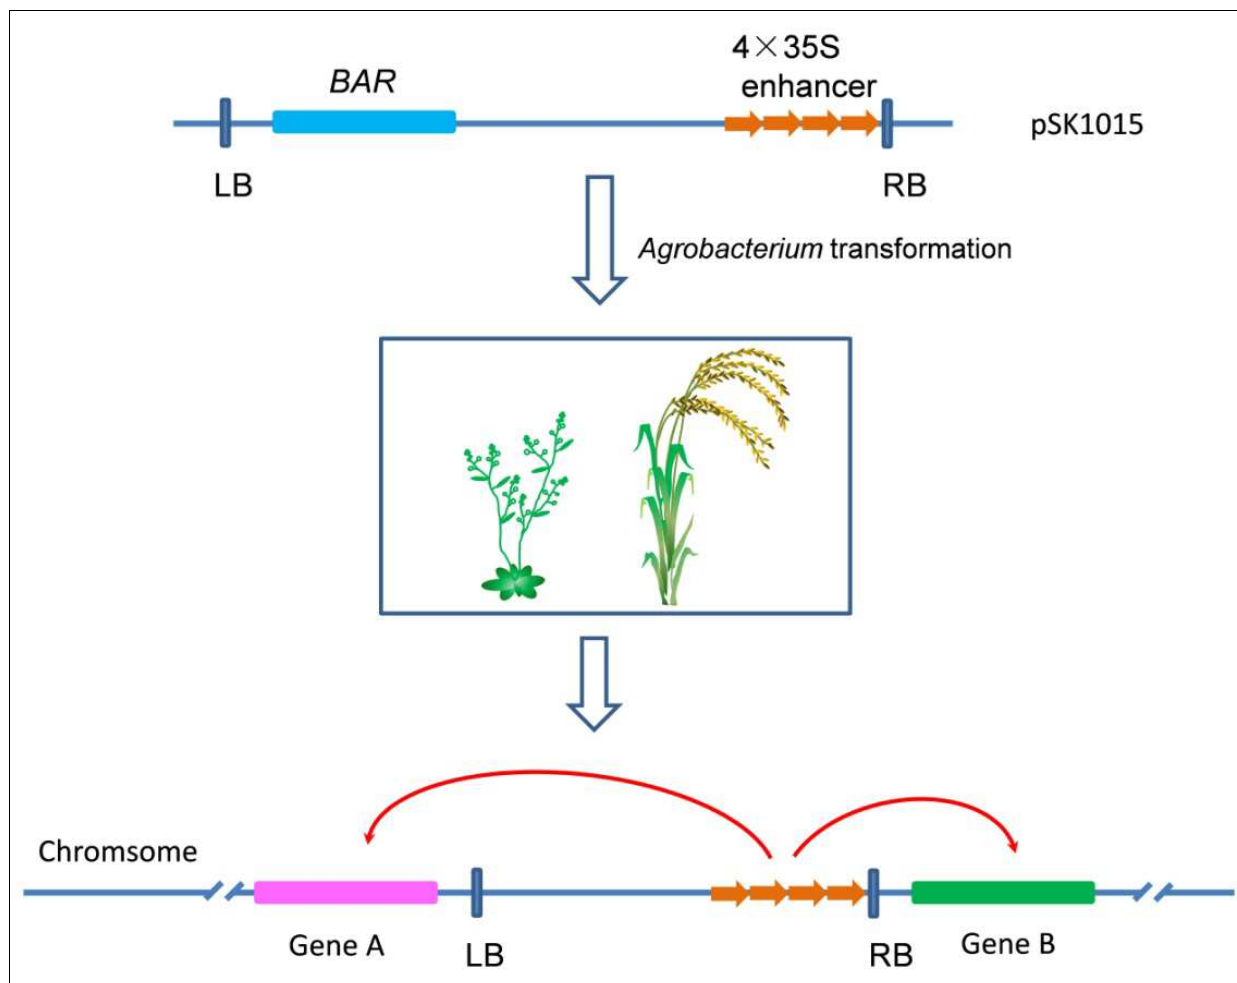 4×35S
enhancer
BAR
pSK1015
LB
RB
Agrobacterium transformation
Chromsome
Gene A
LB
RB
Gene B